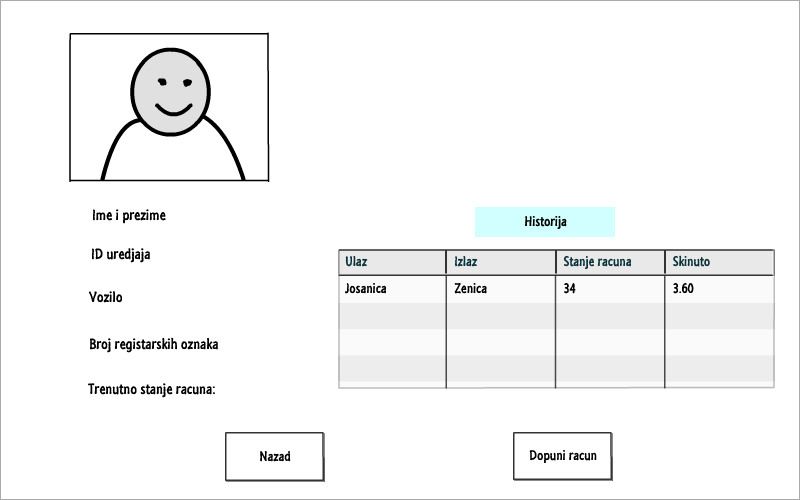 Ime i prezime
ID uredjaja
Vozilo
Broj registarskih oznaka
Trenutno stanje racuna:
Historija
Ulaz Izlaz Stanje racuna Skinuto
Josanica Zenica 34 3.60
Nazad
Dopuni racun